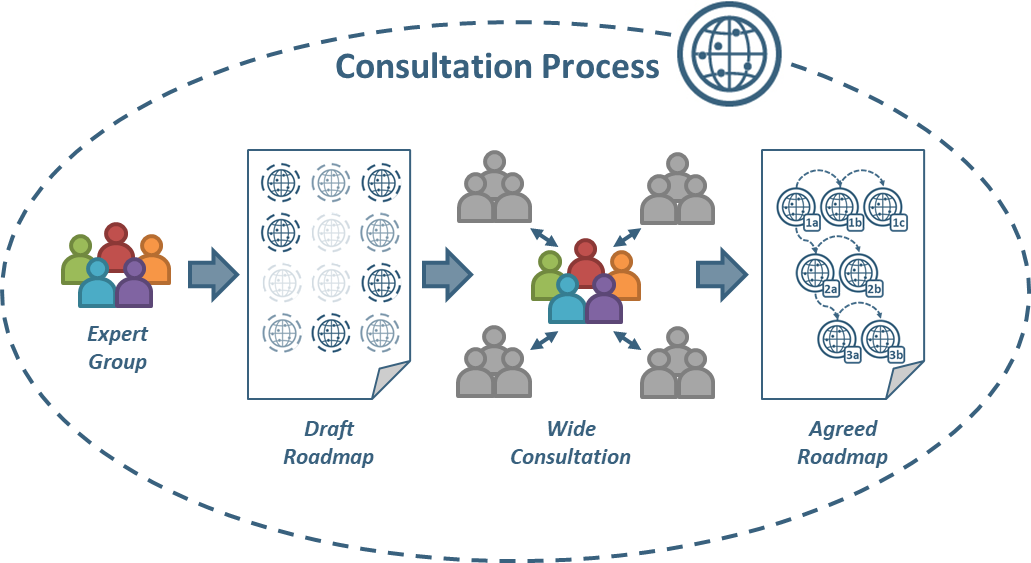 Consultation Process
1a
1b
1c
2a
2b
3a
3b
Expert
Group
Draft
Roadmap
Wide
Consultation
Agreed
Roadmap